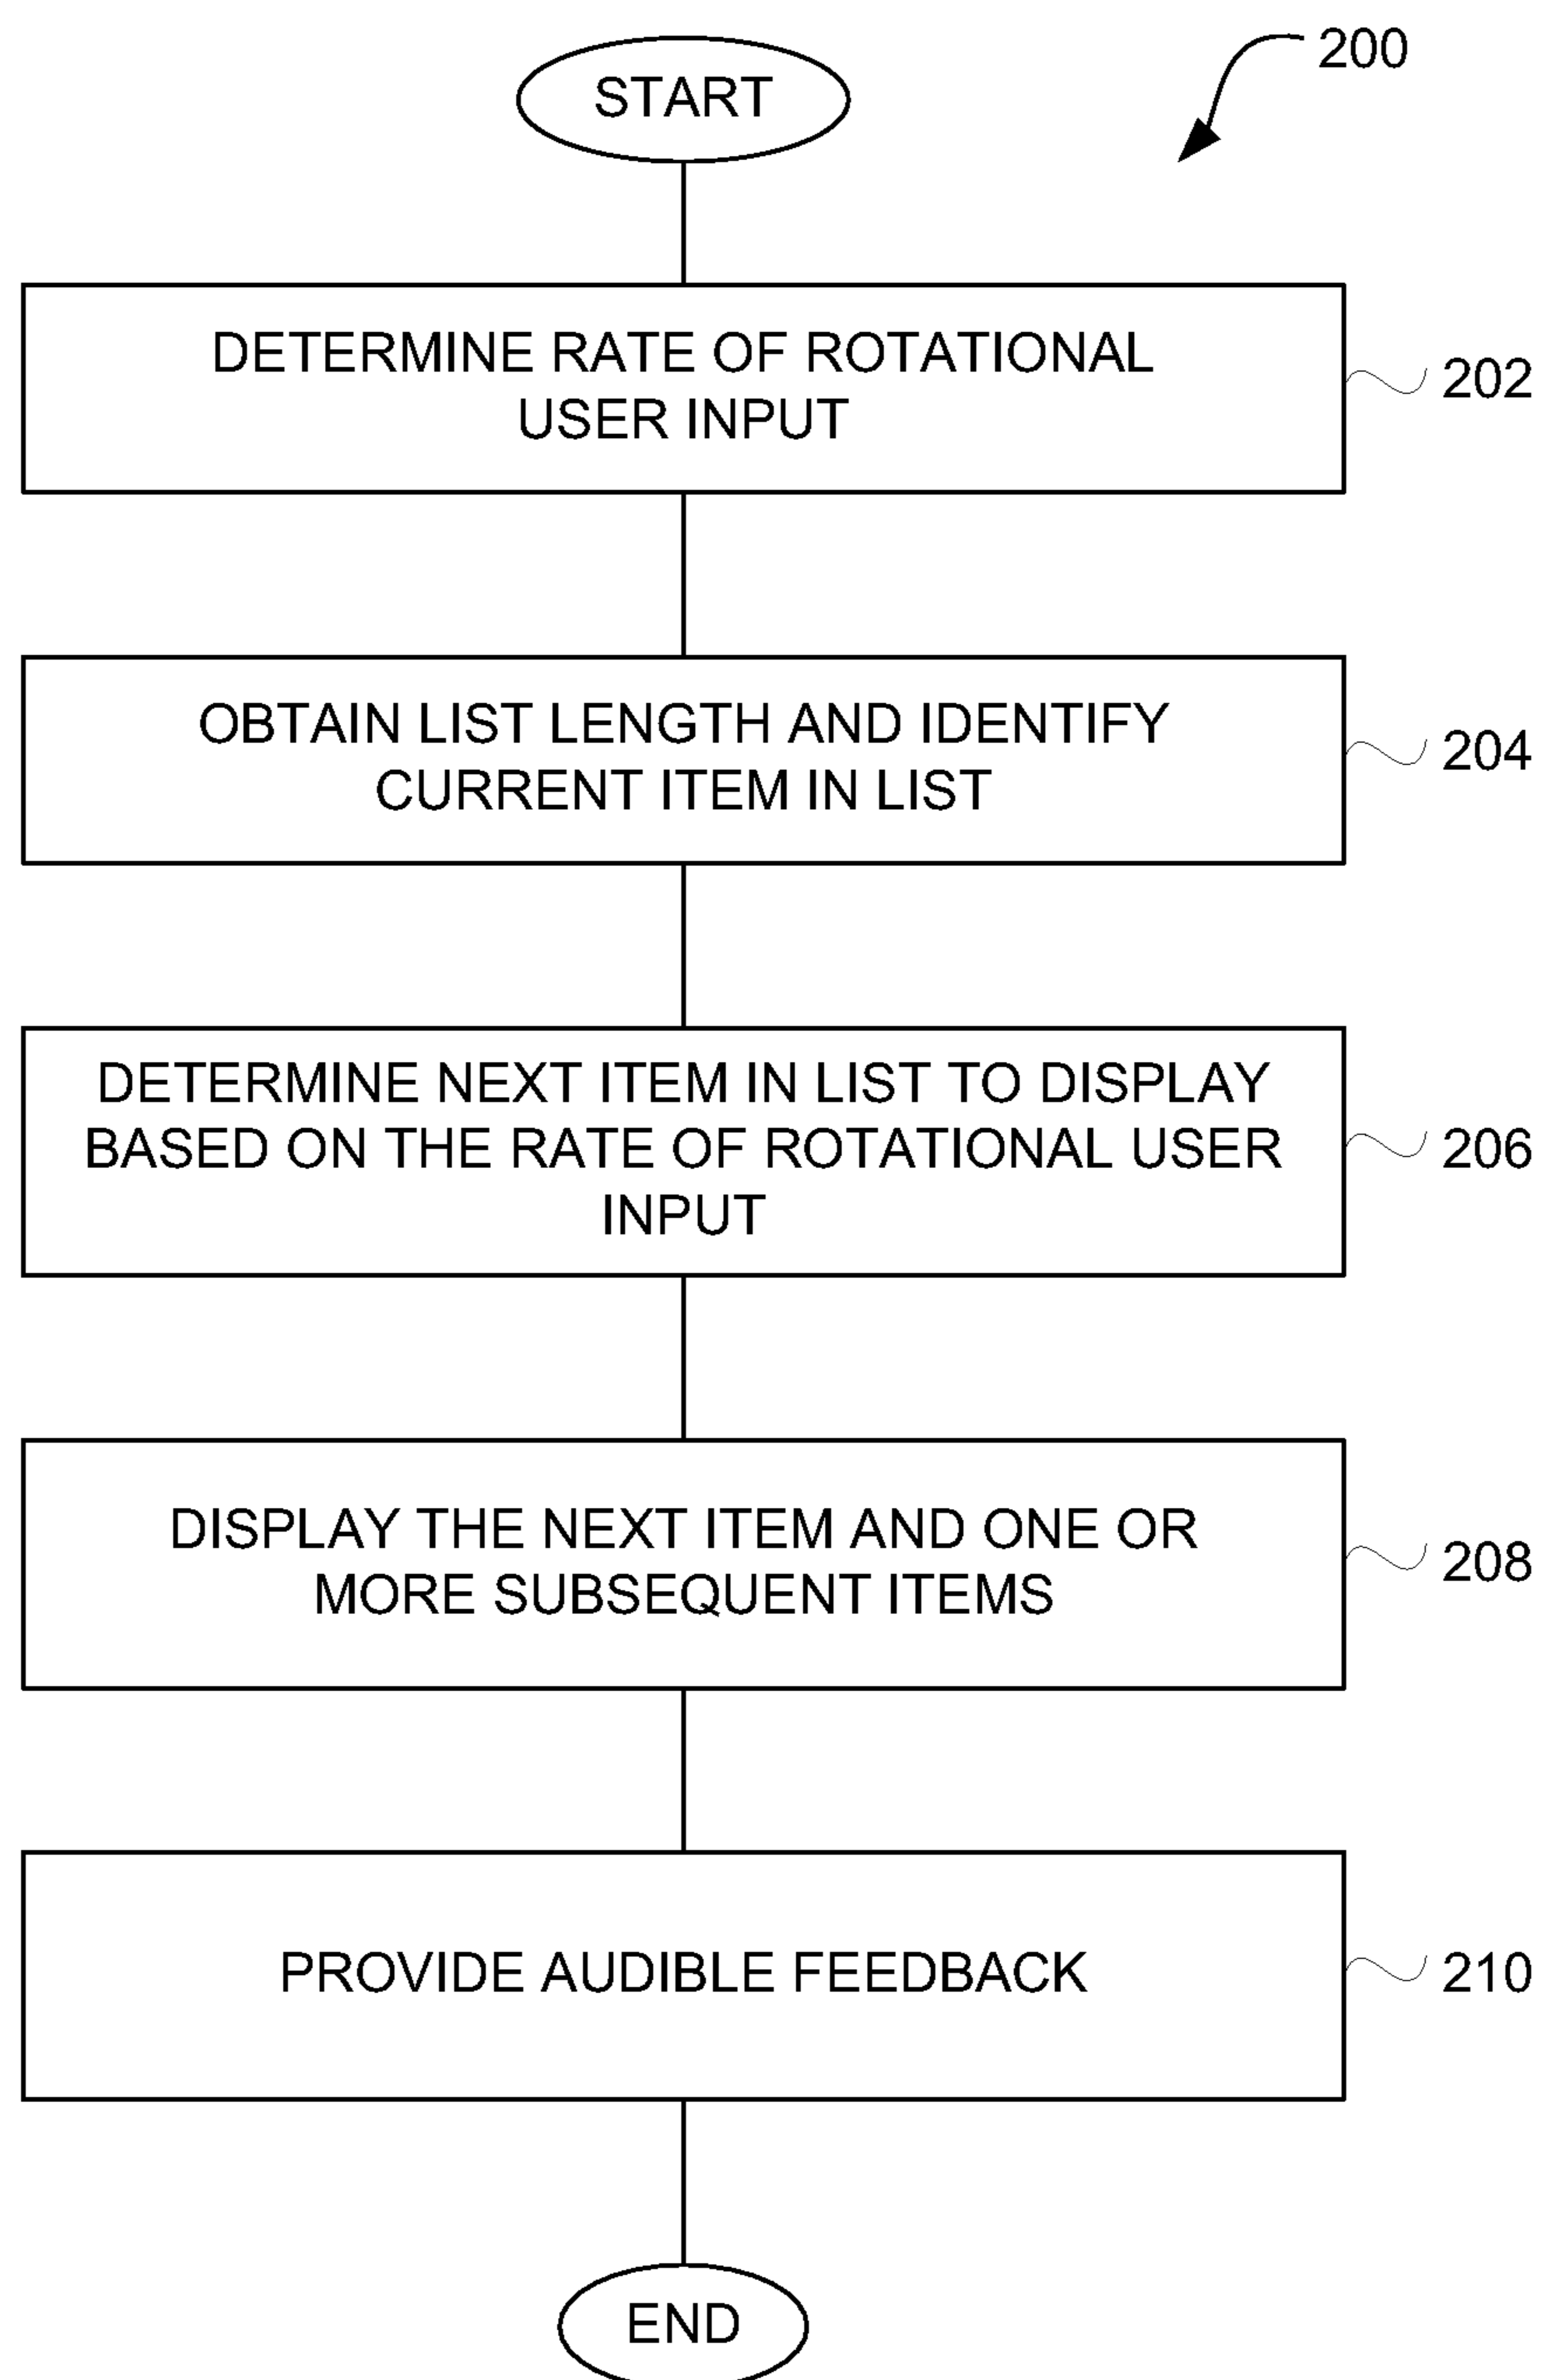 200
START
DETERMINE RATE OF ROTATIONAL
USER INPUT
202
OBTAIN LIST LENGTH AND IDENTIFY
CURRENT ITEM IN LIST
204
DETERMINE NEXT ITEM IN LIST TO DISPLAY
BASED ON THE RATE OF ROTATIONAL USER
INPUT
206
DISPLAY THE NEXT ITEM AND ONE OR
MORE SUBSEQUENT ITEMS
208
PROVIDE AUDIBLE FEEDBACK
210
END